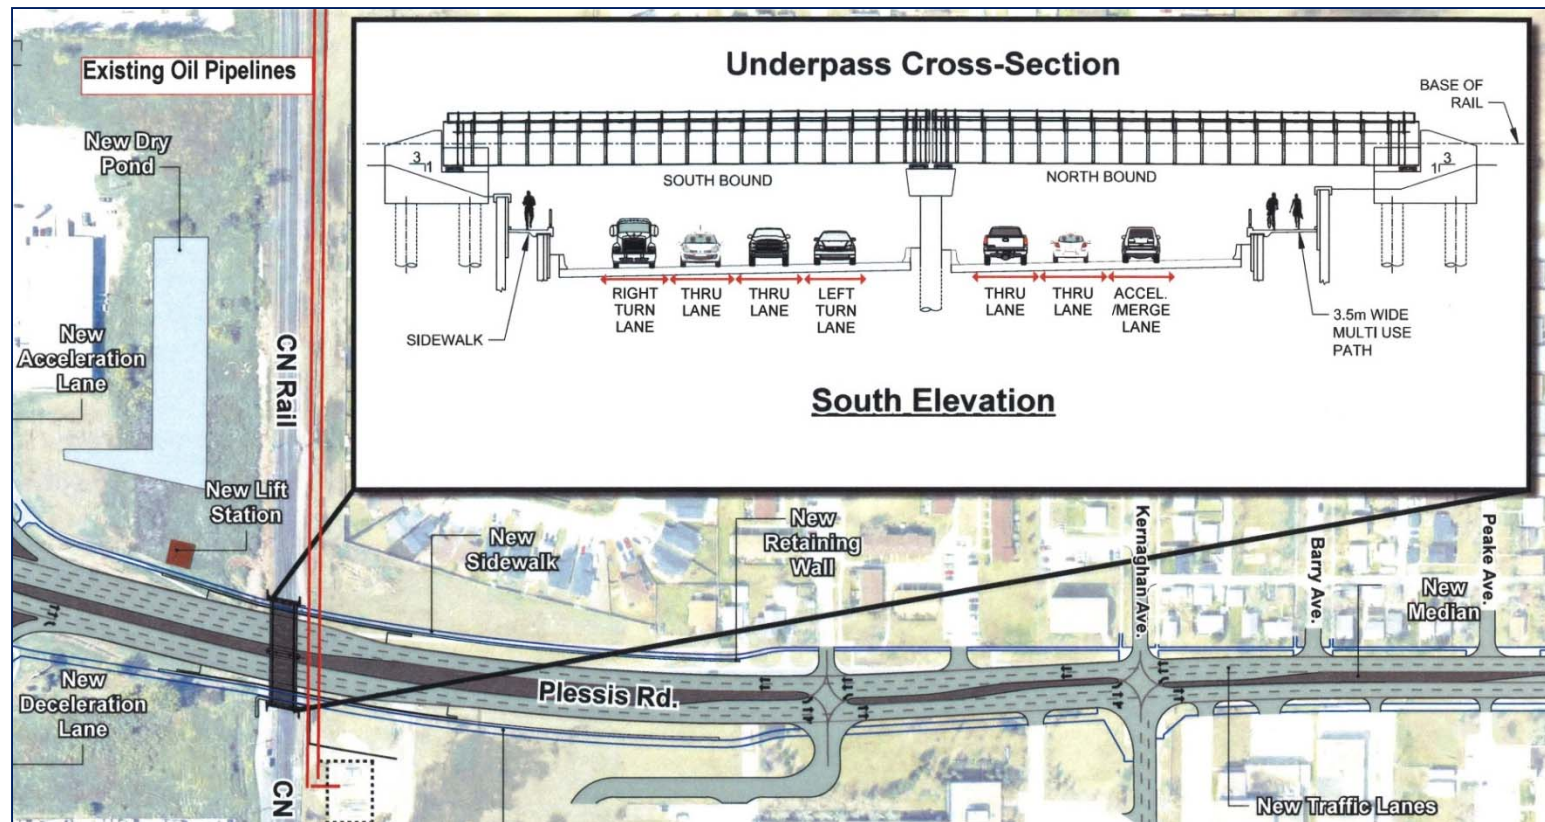 Existing Oil Pipelines
New Dry
Pond
New
Acceleration
Lane
CN Rail
New Lift
Station
New
Deceleration
Lane
CN
Underpass Cross-Section
BASE OF
RAIL
3
1
SOUTH BOUND
NORTH BOUND
3
1
SIDEWALK
RIGHT
TURN
LANE
THRU
LANE
THRU
LANE
LEFT
TURN
LANE
THRU
LANE
THRU
LANE
ACCEL.
/MERGE
LANE
3.5m WIDE
MULTI USE
PATH
South Elevation
New
Sidewalk
New
Retaining
Wall
Plessis Rd.
Kernaghan Ave.
Barry Ave.
New
Median
Peake Ave.
New Traffic Lanes